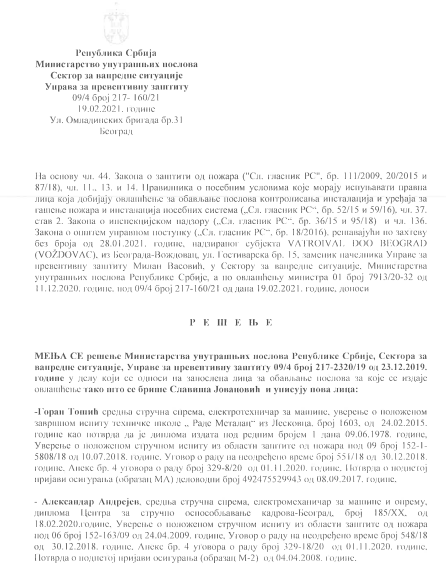 Република Србија
Министарство унутрашњих послова
Сектор за ванредне ситуације
Управа за превентивну заштиту
09/4 број 217- 160/21
19.02.2021. године
Ул. Омладинских бригада бр.31
Београд
На основу чл. 44. Закона о заштити од пожара ("Сл. гласник РС", бр. 111/2009, 20/2015 и
87/18), чл. 11., 13. и 14. Правилника о посебним условима које морају испуњавати правна
лица која добијају овлашћење за обављање послова контролисања инсталација и уређаја за
гашење пожара и инсталација посебних система („Сл. гласник РС“, бр. 52/15 и 59/16), чл. 37.
став 2. Закона о инспекцијском надзору („Сл. гласник РС“, бр. 36/15 и 95/18) и чл. 136.
Закона о општем управном поступку („Сл. гласник РС“, бр. 18/2016), решавајући по захтеву
без броја од 28.01.2021. године, надзираног субјекта VATROIVAL DOO BEOGRAD
(VOŽDOVAC), из Београда-Вождовац, ул. Гостиварска бр. 15, заменик начелника Управе за
превентивну заштиту Милан Васовић, у Сектору за ванредне ситуације, Министарства
унутрашњих послова Републике Србије, а по овлашћењу министра 01 број 7913/20-32 од
11.12.2020. године, под 09/4 број 217-160/21 од дана 19.02.2021. године, доноси
Р Е Ш Е Њ Е
МЕЊА СЕ решење Министарства унутрашњих послова Републике Србије, Сектора за
ванредне ситуације, Управе за превентивну заштиту 09/4 број 217-2320/19 од 23.12.2019.
године у делу који се односи на запослена лица за обављање послова за које се издаје
овлашћење тако што се брише Славиша Јовановић и уписују нова лица:
-Горан Тошић средња стручна спрема, електротехничар за машине, уверење о положеном
завршном испиту техничке школе „ Раде Металац" из Лесковца, број 1603, од 24.02.2015.
године као потврда да је диплома издата под редним бројем 1 дана 09.06.1978. године,
Уверење о положеном стручном испиту из области заштите од пожара под 09 број 152-1-
5808/18 од 10.07.2018. године. Уговор о раду на неодређено време број 551/18 од 30.12.2018.
године. Анекс бр. 4 уговора о раду број 329-8/20 од 01.11.2020. године. Потврда о поднетој
пријави осигурања (образац МА) деловодни број 492475529943 од 08.09.2017. године.
- Александар Андрејев, средња стручна спрема, електромеханичар за машине и опрему,
диплома Центра за стручно оспособљавање кадрова-Београд, број 185/XX, од
18.02.2020.године. Уверење о положеном стручном испиту из области заштите од пожара
под 06 број 152-163/09 од 24.04.2009. године, Уговор о раду на неодређено време број 548/18
од 30.12.2018. године. Анекс бр. 4 уговора о раду број 329-18/20 од 01.11.2020. године.
Потврда о поднетој пријави осигурања (образац М-2) од 04.04.2008. године.